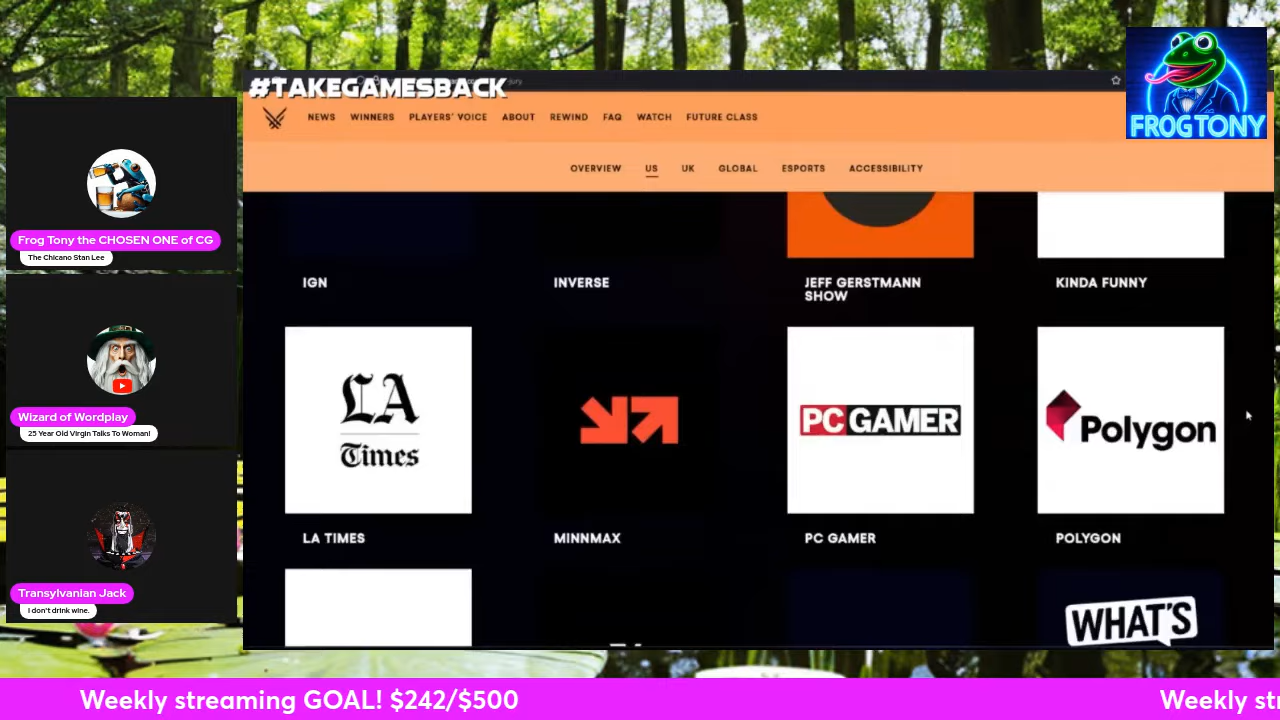 #TAKEGAMESBACK
-jury
FROGTONY
NEWS WINNERS PLAYERS' VOICE ABOUT REWIND FAQ WATCH FUTURE CLASS
OVERVIEW US UK GLOBAL ESPORTS ACCESSIBILITY
Frog Tony the CHOSEN ONE of CG
The Chicano Stan Lee
IGN
INVERSE
JEFF GERSTMANN
SHOW
KINDA FUNNY
Wizard of Wordplay
25 Year Old Virgin Talks To Woman!
LA
Times
PC GAMER
Polygon
LA TIMES
MINNMAX
PC GAMER
POLYGON
Transylvanian Jack
I don't drink wine.
WHAT'S
Weekly streaming GOAL! $242/$500
Weekly str